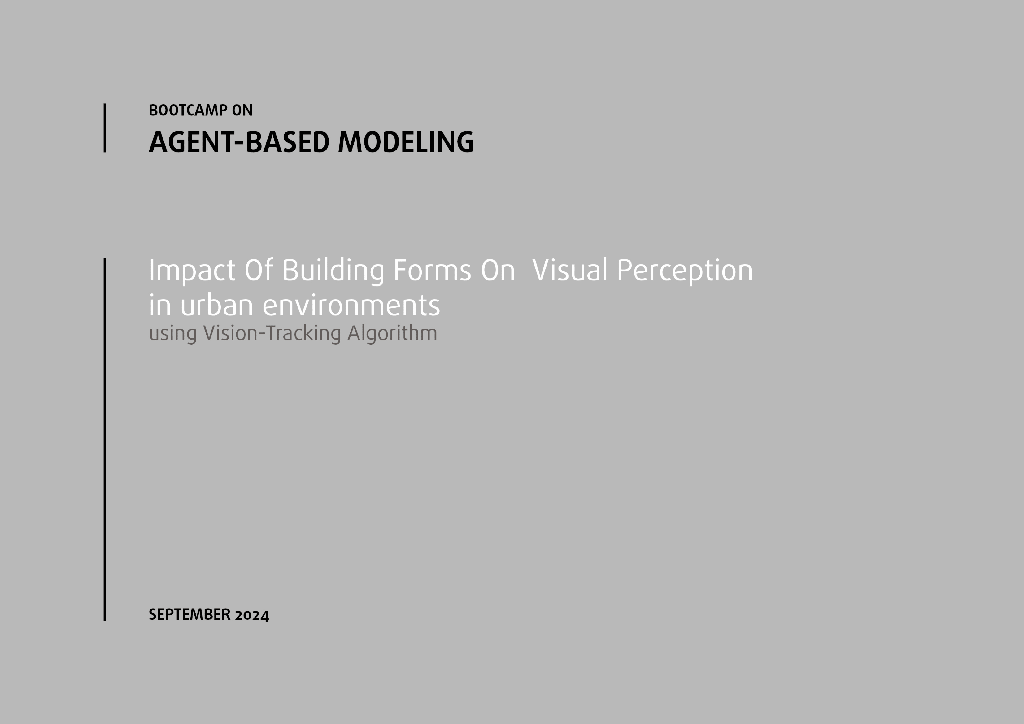 BOOTCAMP ON
AGENT-BASED MODELING
Impact Of Building Forms On  Visual Perception
in urban environments
using Vision-Tracking Algorithm
SEPTEMBER 2024